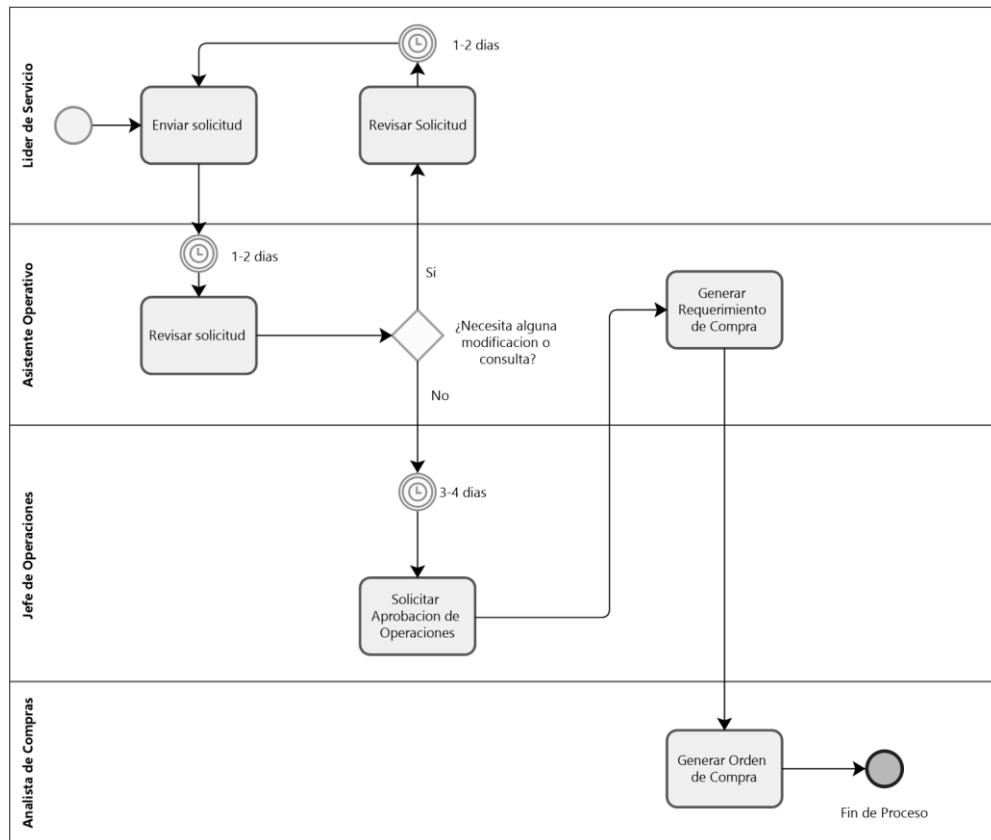 Lider de Servicio
1-2 dias
Enviar solicitud
Revisar Solicitud
Asistente Operativo
1-2 dias
Si
Revisar solicitud
¿Necesita alguna
modificacion o
consulta?
No
Generar
Requerimiento
de Compra
Jefe de Operaciones
3-4 dias
Solicitar
Aprobacion de
Operaciones
Analista de Compras
Generar Orden
de Compra
Fin de Proceso